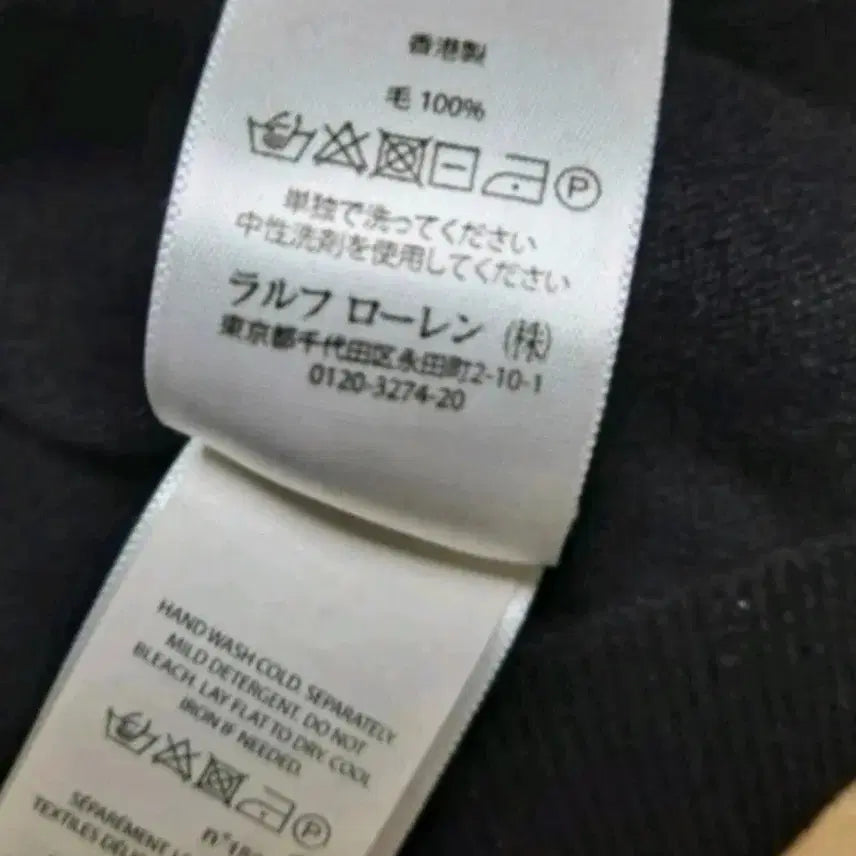 香港製
毛 100%
P
単独で洗ってください
中性洗剤を使用してください
ラルフ ローレン (株)
東京都千代田区永田町2-10-1
0120-3274-20
HAND WASH COLD. SEPARATELY.
MILD DETERGENT. DO NOT
BLEACH. LAY FLAT TO DRY. COOL
IRON IF NEEDED.
P
SÉPARÉMENT
TEXTILES